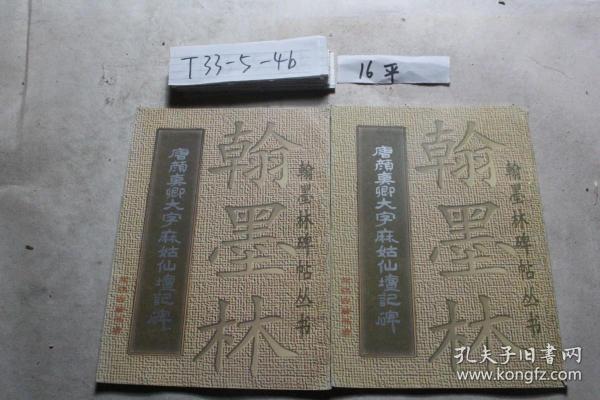 T33-5-46
16平
翰墨林
翰墨林碑帖丛书
唐颜真卿大字麻姑仙坛记碑
翰墨林
翰墨林碑帖丛书
唐颜真卿大字麻姑仙坛记碑
孔夫子旧书网
www.kongfz.com